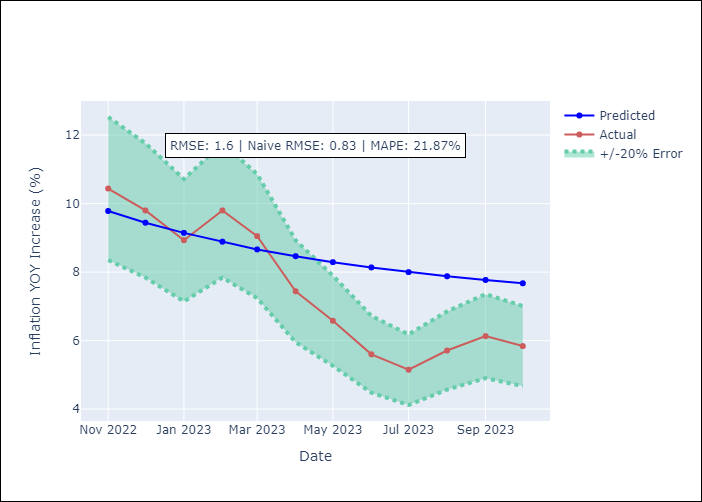 RMSE: 1.6 | Naive RMSE: 0.83 | MAPE: 21.87%
Predicted
Actual
+/-20% Error
Inflation YOY Increase (%)
12
10
8
6
4
Nov 2022
Jan 2023
Mar 2023
May 2023
Jul 2023
Sep 2023
Date